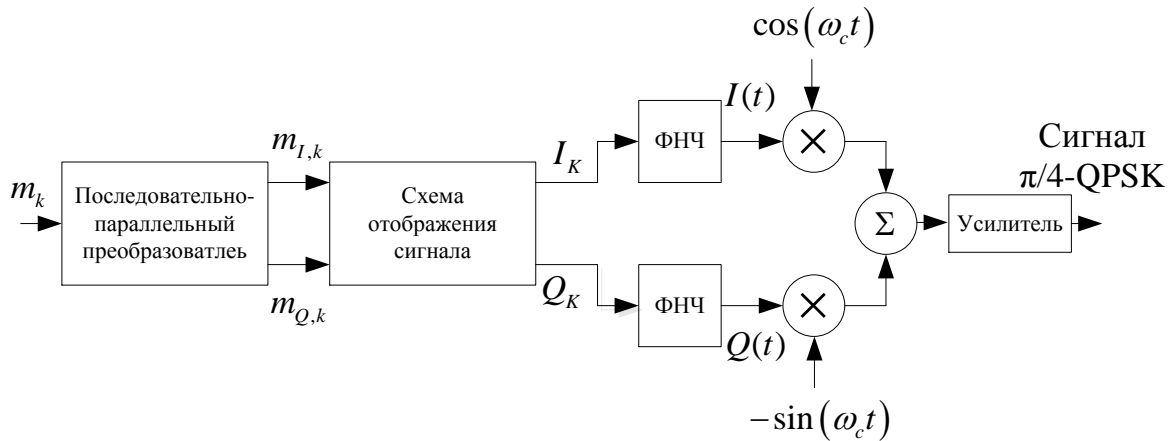 cos(ω_c t)
I(t)
ФНЧ
Сигнал
π/4-QPSK
m_{I,k}
I_K
m_k
Последовательно-
параллельный
преобразоватлеь
Схема
отображения
сигнала
Σ
Усилитель
m_{Q,k}
Q_K
ФНЧ
Q(t)
−sin(ω_c t)